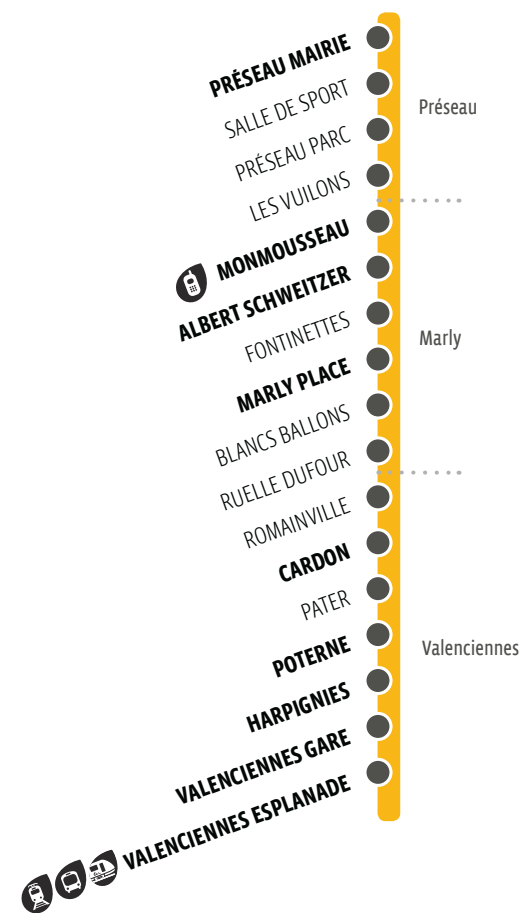 PRÉSEAU MAIRIE
SALLE DE SPORT
PRÉSEAU PARC
LES VUILONS
Préseau
MONMOUSSEAU
ALBERT SCHWEITZER
FONTINETTES
MARLY PLACE
BLANCS BALLONS
RUELLE DUFOUR
Marly
ROMAINVILLE
CARDON
PATER
POTERNE
HARPIGNIES
VALENCIENNES GARE
VALENCIENNES ESPLANADE
Valenciennes